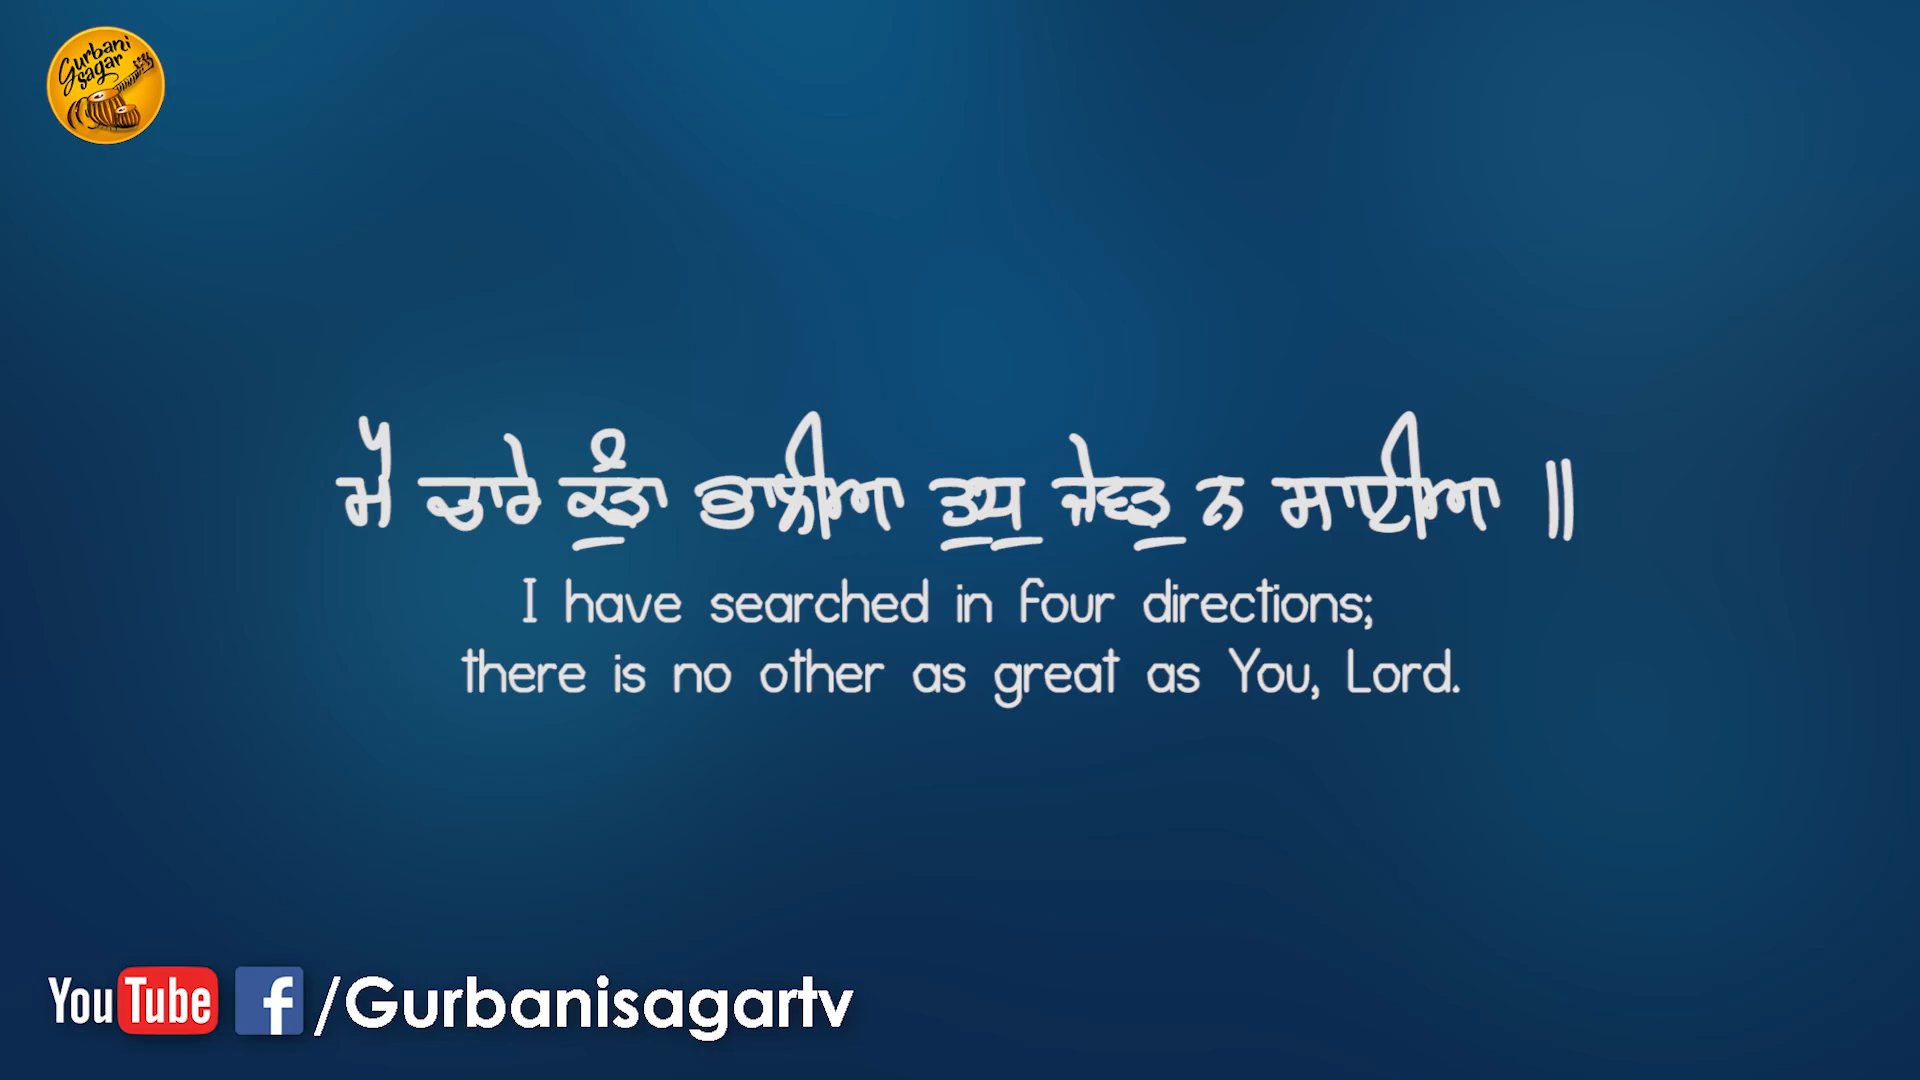 Gurbani
Sagar
ਮੈ ਚਾਰੇ ਕੁੰਡਾ ਭਾਲੀਆ ਤੁਧੁ ਜੇਵਡੁ ਨ ਸਾਈਆ ॥
I have searched in four directions;
there is no other as great as You, Lord.
YouTube f /Gurbanisagartv